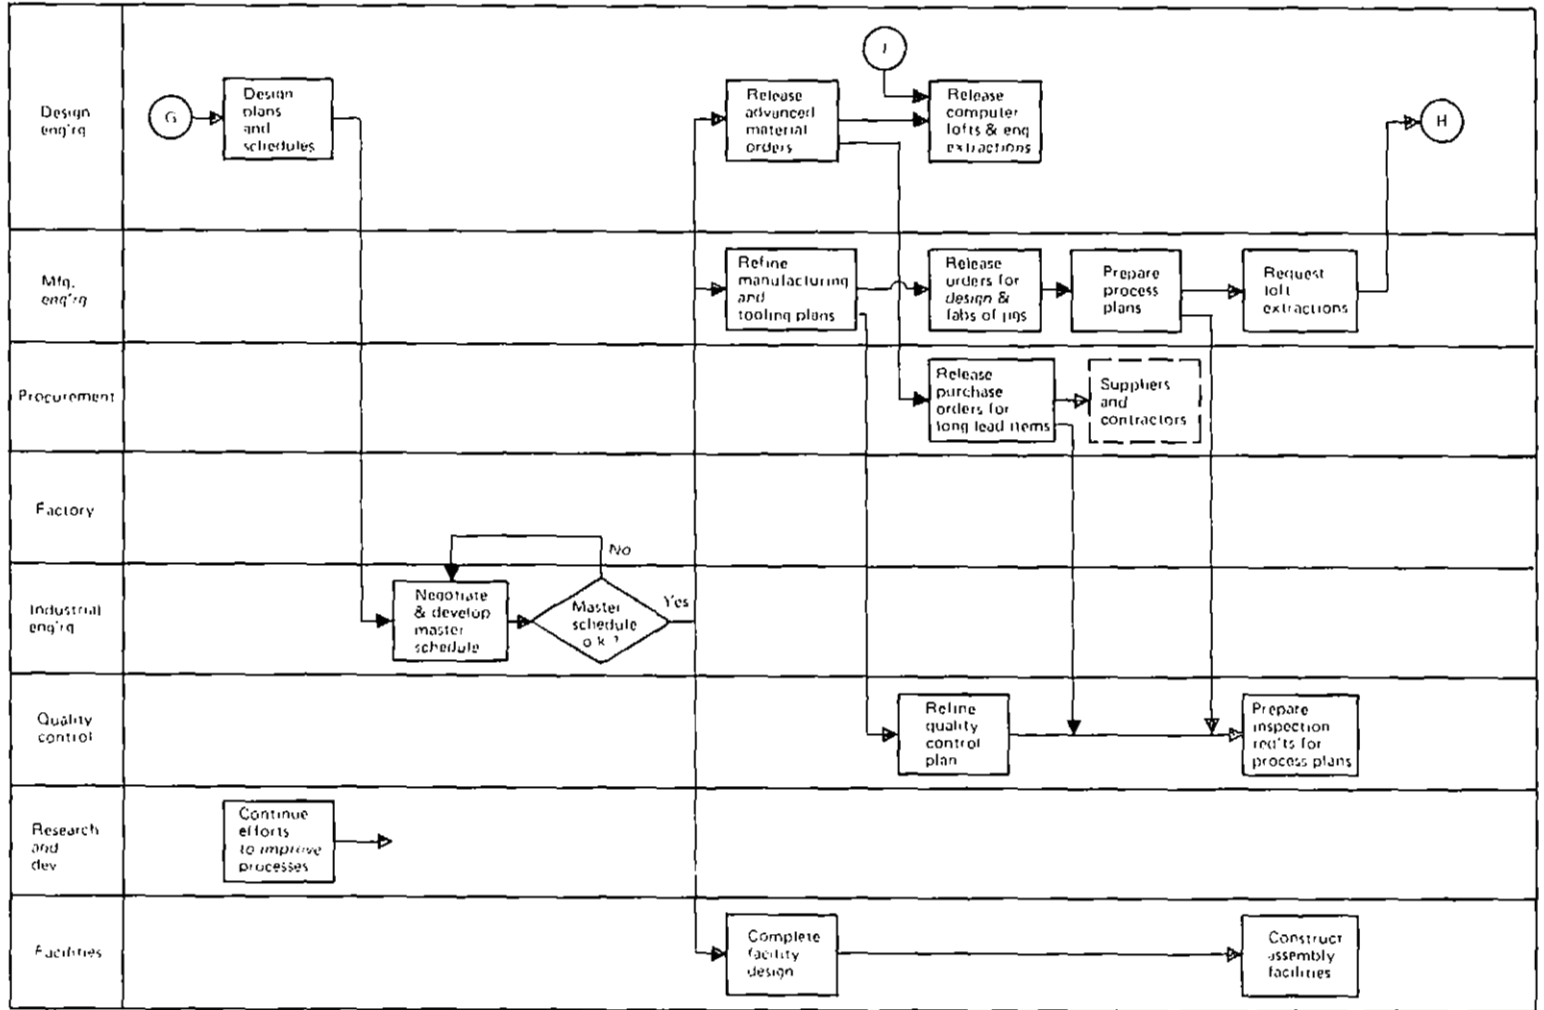 Design
eng'rg
G
Design
plans
and
schedules
Release
advanced
material
orders
Release
computer
lofts & eng
extractions
H
Mfg.
eng'rg
Refine
manufacturing
and
tooling plans
Release
orders for
design &
fabs of jigs
Prepare
process
plans
Request
loft
extractions
Procurement
Release
purchase
orders for
long lead items
Suppliers
and
contractors
Factory
No
Industrial
eng'rg
Negotiate
& develop
master
schedule
Master
schedule
o.k.?
Yes
Quality
control
Refine
quality
control
plan
Prepare
inspection
req'ts for
process plans
Research
and
dev
Continue
efforts
to improve
processes
Facilities
Complete
facility
design
Construct
assembly
facilities